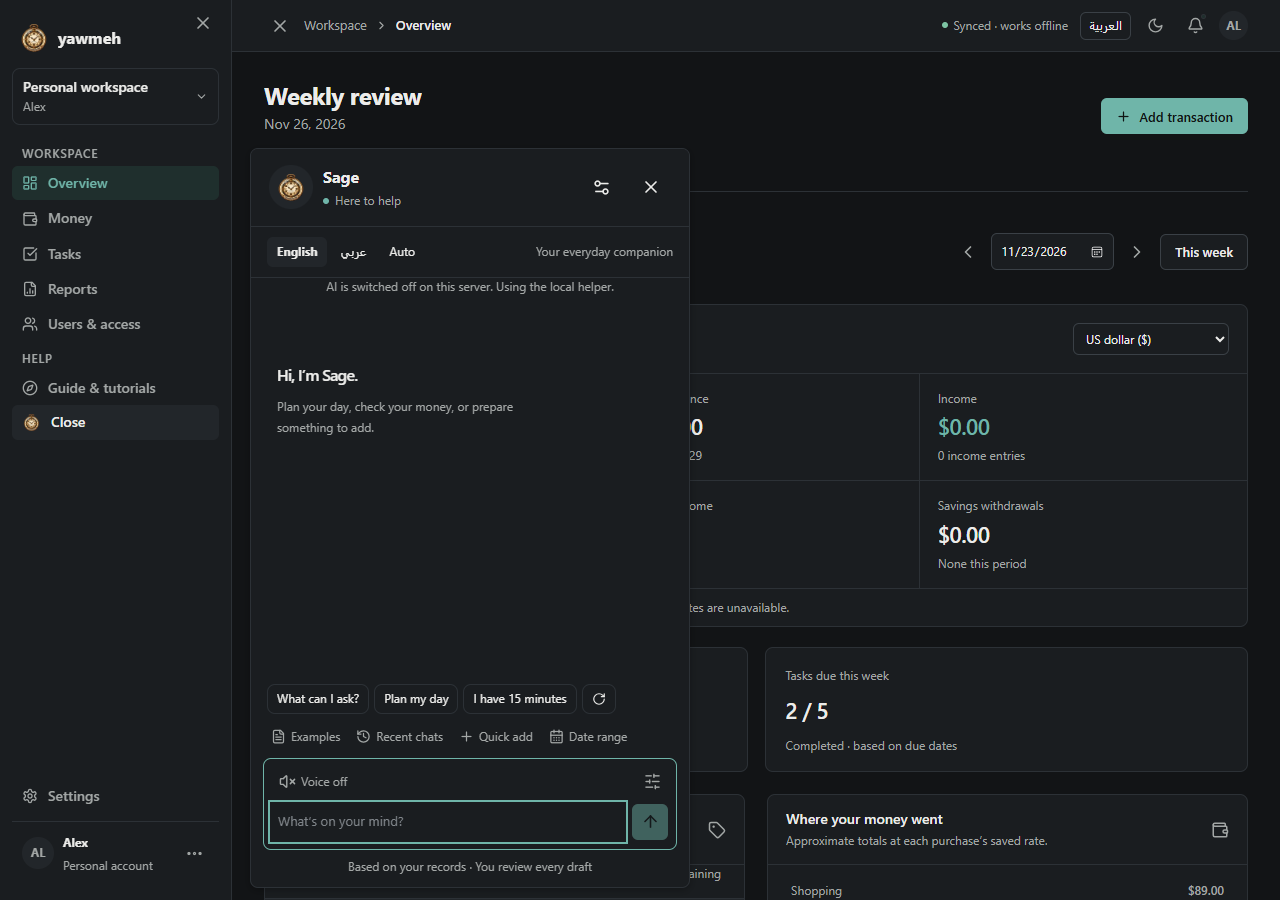 yawmeh
Personal workspace
Alex
WORKSPACE
Overview
Money
Tasks
Reports
Users & access
HELP
Guide & tutorials
Close
Settings
AL
Alex
Personal account
Workspace
Overview
Synced · works offline
العربية
AL
Weekly review
Nov 26, 2026
Add transaction
Sage
Here to help
English
عربي
Auto
Your everyday companion
AI is switched off on this server. Using the local helper.
Hi, I'm Sage.
Plan your day, check your money, or prepare
something to add.
What can I ask?
Plan my day
I have 15 minutes
Examples
Recent chats
Quick add
Date range
Voice off
What's on your mind?
Based on your records · You review every draft
11/23/2026
This week
US dollar ($)
nce
00
29
Income
$0.00
0 income entries
ome
Savings withdrawals
$0.00
None this period
tes are unavailable.
Tasks due this week
2 / 5
Completed · based on due dates
aining
Where your money went
Approximate totals at each purchase's saved rate.
Shopping
$89.00